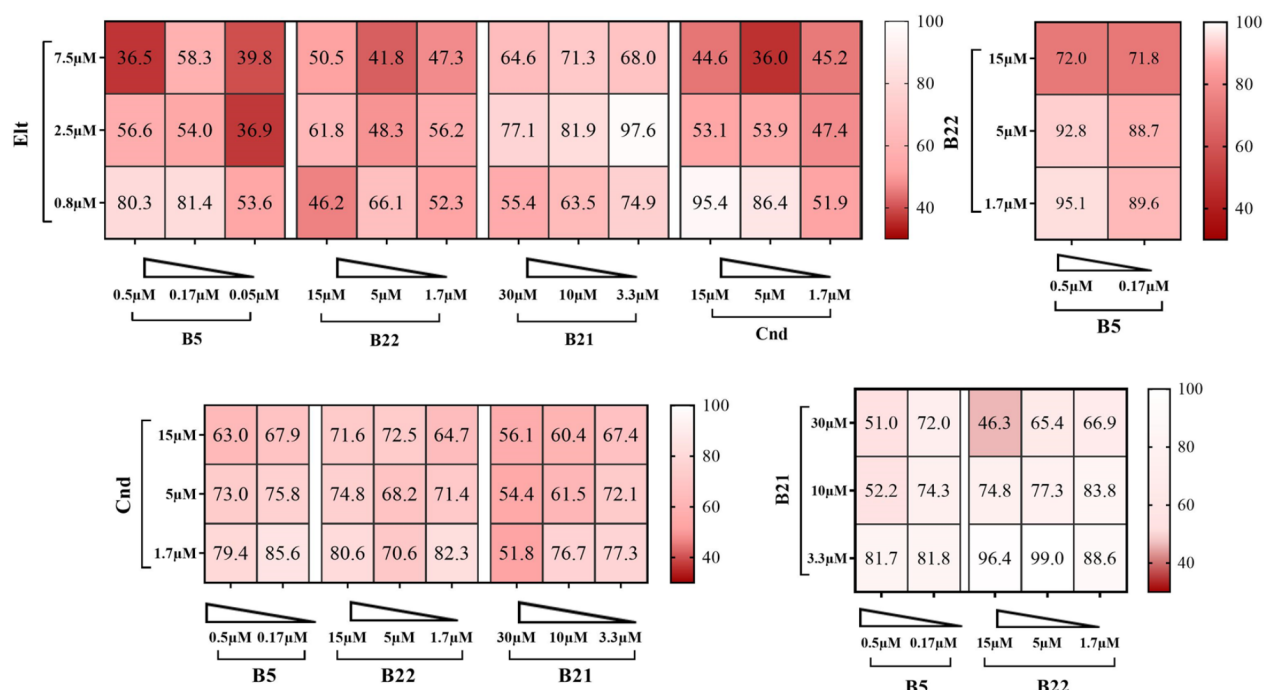 36.5 58.3 39.8 50.5 41.8 47.3 64.6 71.3 68.0 44.6 36.0 45.2
56.6 54.0 36.9 61.8 48.3 56.2 77.1 81.9 97.6 53.1 53.9 47.4
80.3 81.4 53.6 46.2 66.1 52.3 55.4 63.5 74.9 95.4 86.4 51.9
Elt
7.5µM
2.5µM
0.8µM
0.5µM 0.17µM 0.05µM 15µM 5µM 1.7µM 30µM 10µM 3.3µM 15µM 5µM 1.7µM
B5 B22 B21 Cnd
100
80
60
40
B22
15µM 72.0 71.8
5µM 92.8 88.7
1.7µM 95.1 89.6
0.5µM 0.17µM
B5
100
80
60
40
Cnd
15µM 63.0 67.9 71.6 72.5 64.7 56.1 60.4 67.4
5µM 73.0 75.8 74.8 68.2 71.4 54.4 61.5 72.1
1.7µM 79.4 85.6 80.6 70.6 82.3 51.8 76.7 77.3
0.5µM 0.17µM 15µM 5µM 1.7µM 30µM 10µM 3.3µM
B5 B22 B21
100
80
60
40
B21
30µM 51.0 72.0 46.3 65.4 66.9
10µM 52.2 74.3 74.8 77.3 83.8
3.3µM 81.7 81.8 96.4 99.0 88.6
0.5µM 0.17µM 15µM 5µM 1.7µM
B5 B22
100
80
60
40